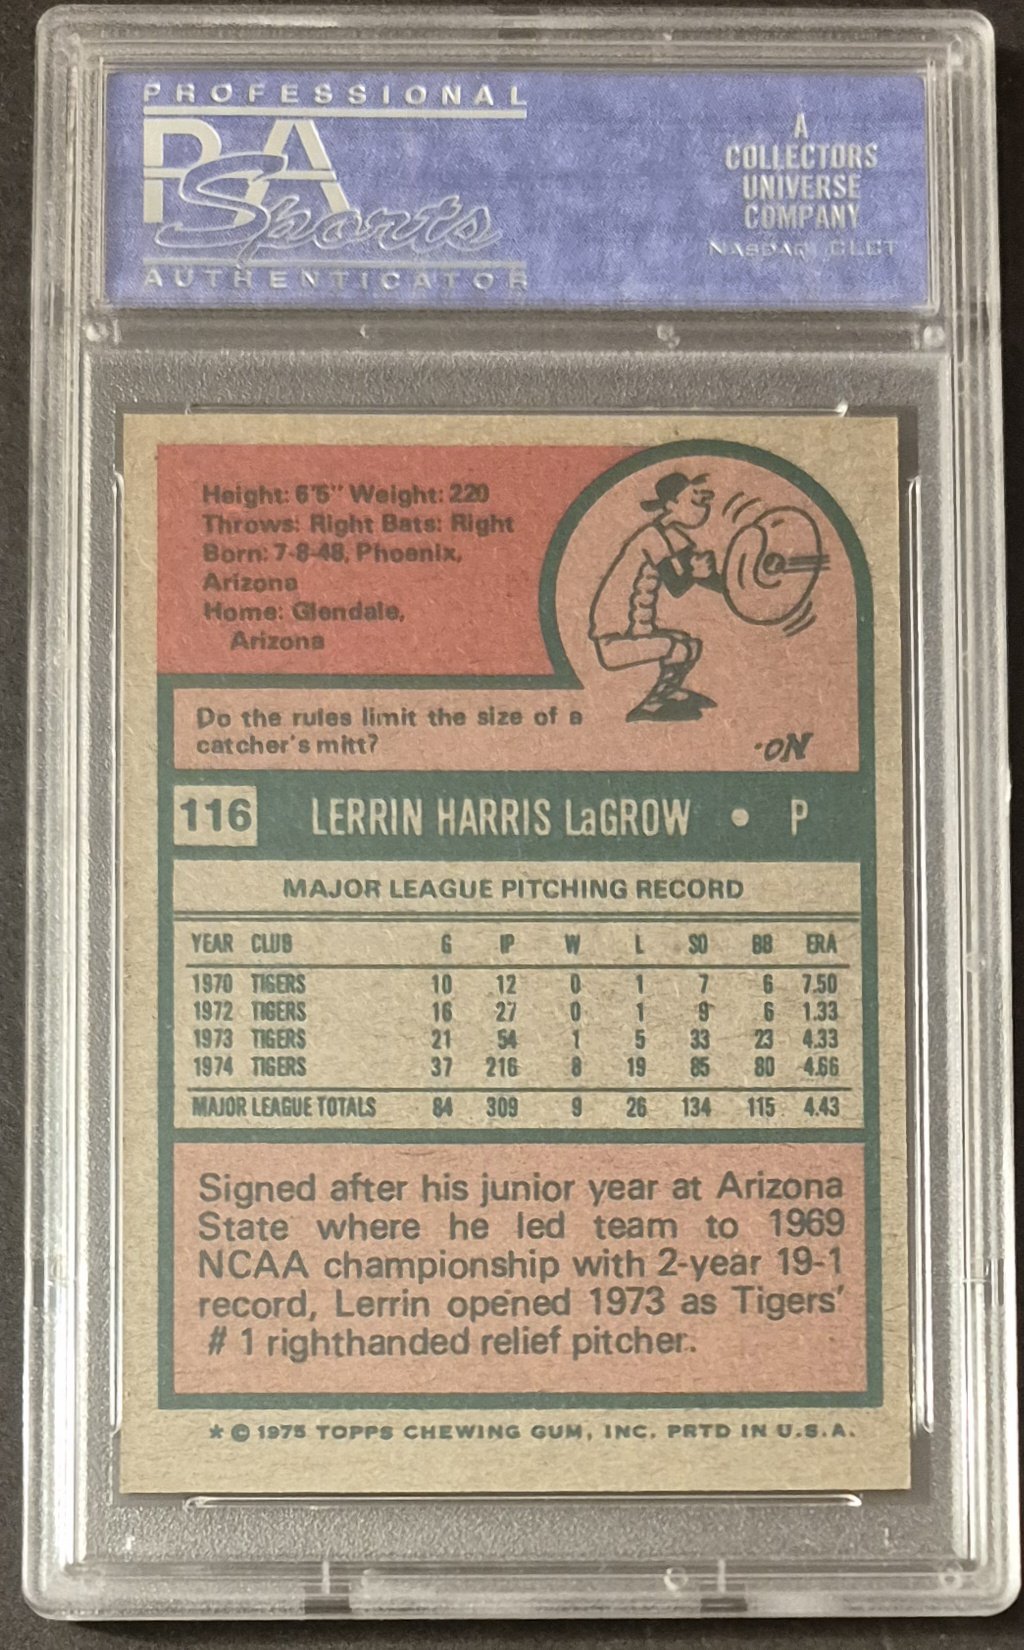 PROFESSIONAL
PSA
Sports
AUTHENTICATOR
A
COLLECTORS
UNIVERSE
COMPANY
NASDAQ: CLCT
Height: 6'5" Weight: 220
Throws: Right Bats: Right
Born: 7-8-48, Phoenix,
Arizona
Home: Glendale,
Arizona
Do the rules limit the size of a
catcher's mitt?
No.
116 LERRIN HARRIS LaGROW • P
MAJOR LEAGUE PITCHING RECORD
YEAR CLUB G IP W L SO BB ERA
1970 TIGERS 10 12 0 1 7 6 7.50
1972 TIGERS 16 27 0 1 9 6 1.33
1973 TIGERS 21 54 1 5 33 23 4.33
1974 TIGERS 37 216 8 19 85 80 4.66
MAJOR LEAGUE TOTALS 84 309 9 26 134 115 4.43
Signed after his junior year at Arizona
State where he led team to 1969
NCAA championship with 2-year 19-1
record, Lerrin opened 1973 as Tigers'
# 1 righthanded relief pitcher.
* © 1975 TOPPS CHEWING GUM, INC. PRTD IN U.S.A.